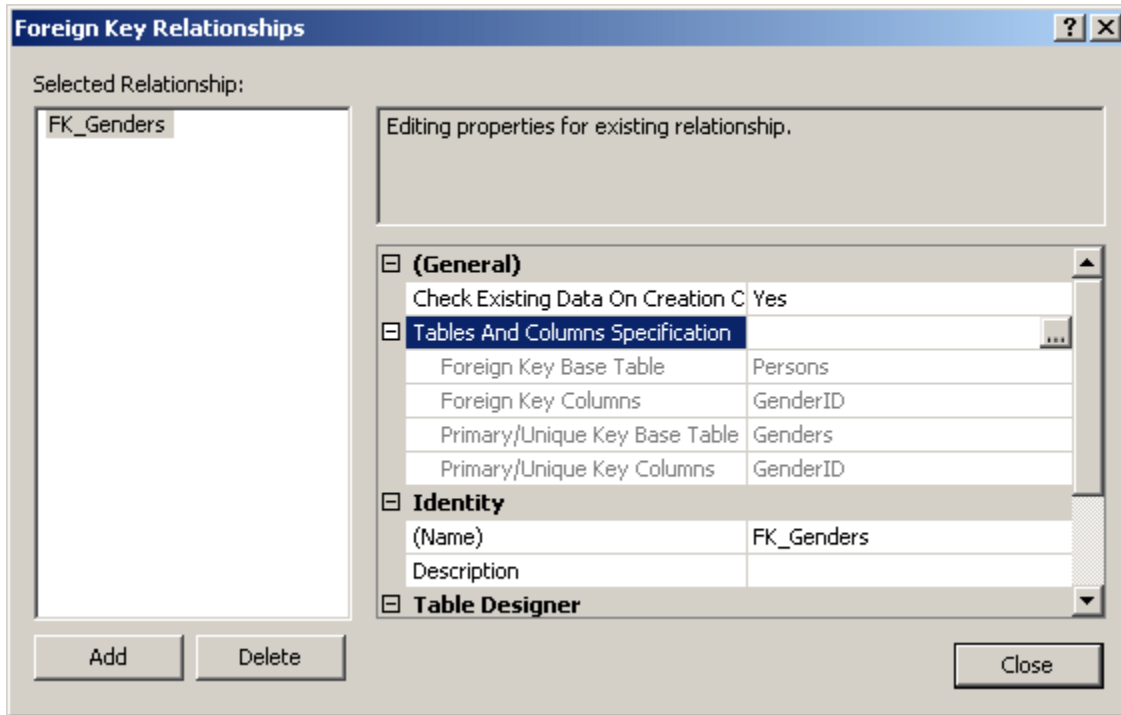 Foreign Key Relationships
Selected Relationship:
FK_Genders
Editing properties for existing relationship.
(General)
Check Existing Data On Creation C Yes
Tables And Columns Specification ...
Foreign Key Base Table Persons
Foreign Key Columns GenderID
Primary/Unique Key Base Table Genders
Primary/Unique Key Columns GenderID
Identity
(Name) FK_Genders
Description
Table Designer
Add Delete
Close